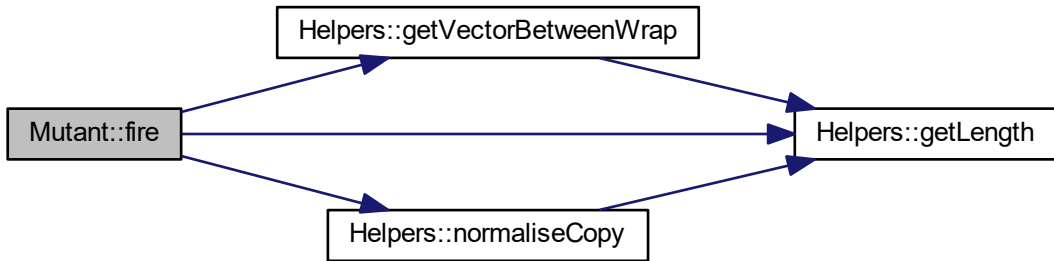 Helpers::getVectorBetweenWrap
Mutant::fire
Helpers::getLength
Helpers::normaliseCopy